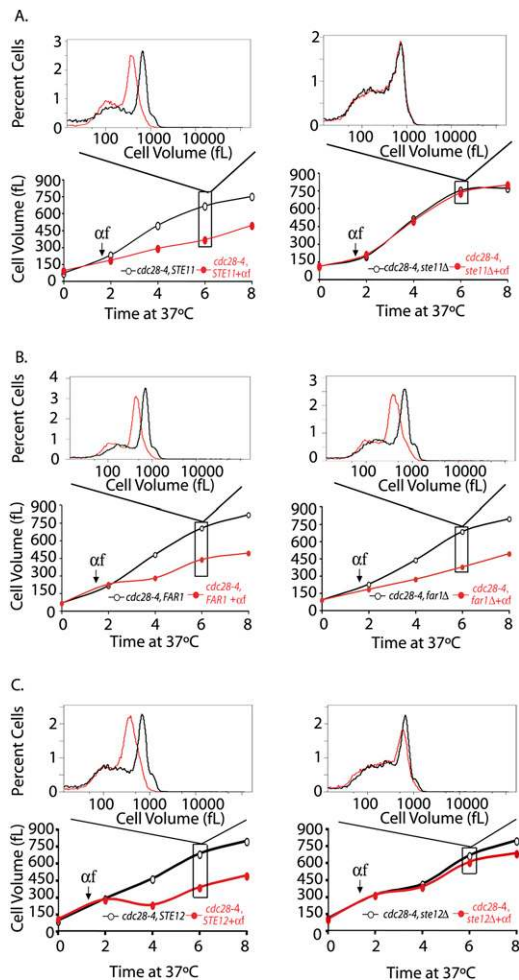 A.
Percent Cells
3
2
1
0
100
1000
10000
Cell Volume (fL)
2
1
0
100
1000
10000
Cell Volume (fL)
Cell Volume (fL)
900
750
600
450
300
150
0
αf
cdc28-4, STE11
cdc28-4,
STE11+αf
0 2 4 6 8
Time at 37ºC
900
750
600
450
300
150
0
αf
cdc28-4, ste11Δ
cdc28-4,
ste11Δ+αf
0 2 4 6 8
Time at 37ºC
B.
Percent Cells
4
3
2
1
0
100
1000
10000
Cell Volume (fL)
3
2
1
0
100
1000
10000
Cell Volume (fL)
Cell Volume (fL)
900
750
600
450
300
150
0
αf
cdc28-4, FAR1
cdc28-4,
FAR1 +αf
0 2 4 6 8
Time at 37ºC
900
750
600
450
300
150
0
αf
cdc28-4, far1Δ
cdc28-4,
far1Δ+αf
0 2 4 6 8
Time at 37ºC
C.
Percent Cells
2
1
0
100
1000
10000
Cell Volume (fL)
2
1
0
100
1000
10000
Cell Volume (fL)
Cell Volume (fL)
900
750
600
450
300
150
0
αf
cdc28-4, STE12
cdc28-4,
STE12+αf
0 2 4 6 8
Time at 37ºC
900
750
600
450
300
150
0
αf
cdc28-4, ste12Δ
cdc28-4,
ste12Δ+αf
0 2 4 6 8
Time at 37ºC